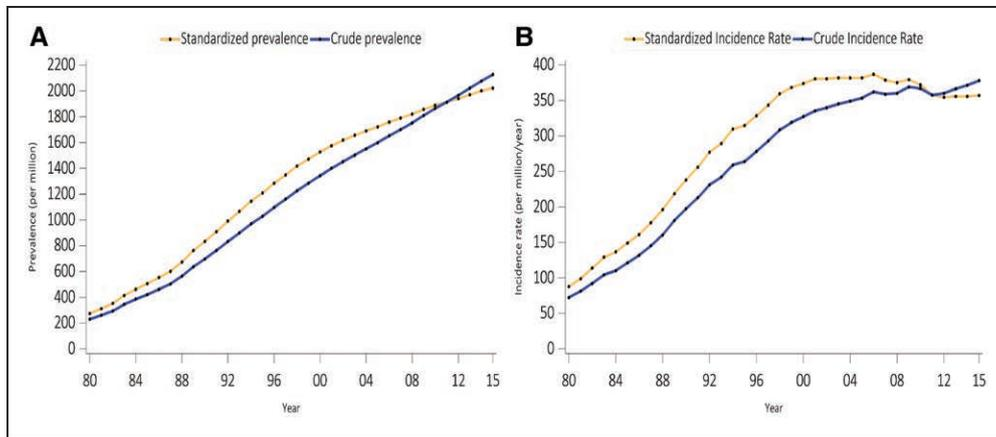 A
Standardized prevalence Crude prevalence
Prevalence (per million)
2200
2000
1800
1600
1400
1200
1000
800
600
400
200
0
80 84 88 92 96 00 04 08 12 15
Year
B
Standardized Incidence Rate Crude Incidence Rate
Incidence rate (per million/year)
400
350
300
250
200
150
100
50
0
80 84 88 92 96 00 04 08 12 15
Year